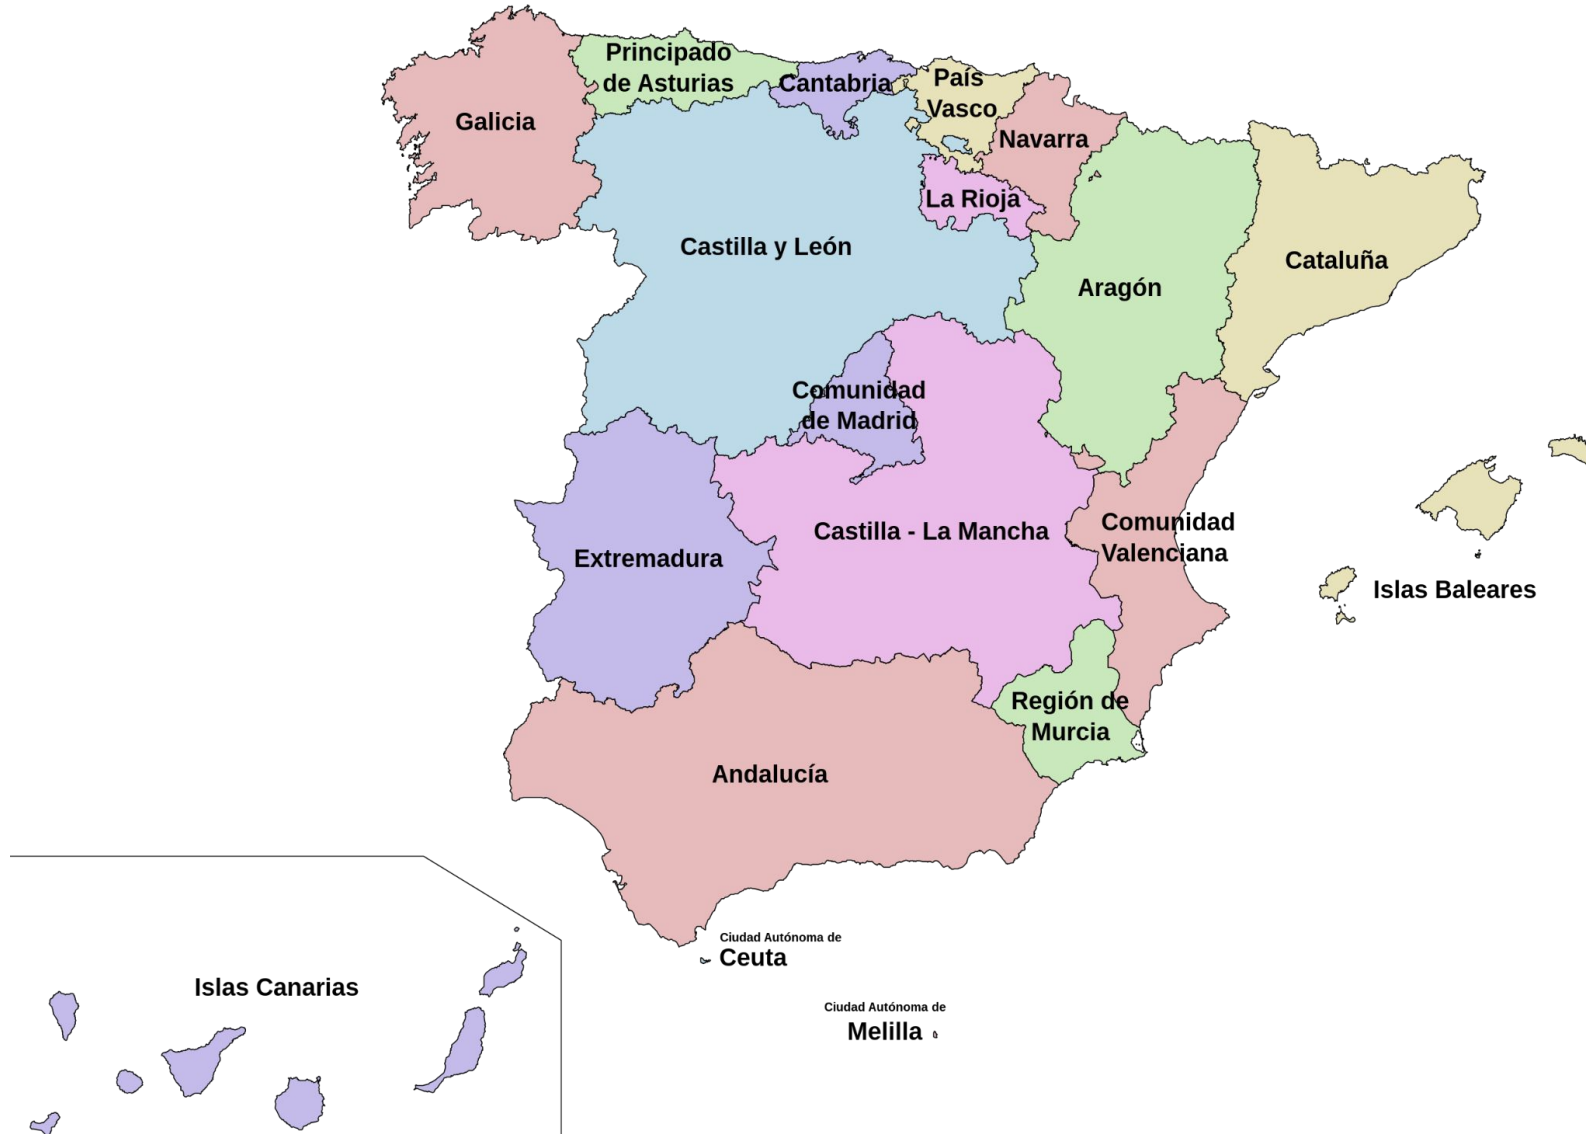 Principado
de Asturias
Cantabria
País
Vasco
Galicia
Navarra
La Rioja
Castilla y León
Cataluña
Aragón
Comunidad
de Madrid
Comunidad
Valenciana
Castilla - La Mancha
Extremadura
Islas Baleares
Región de
Murcia
Andalucía
Ciudad Autónoma de
Ceuta
Islas Canarias
Ciudad Autónoma de
Melilla